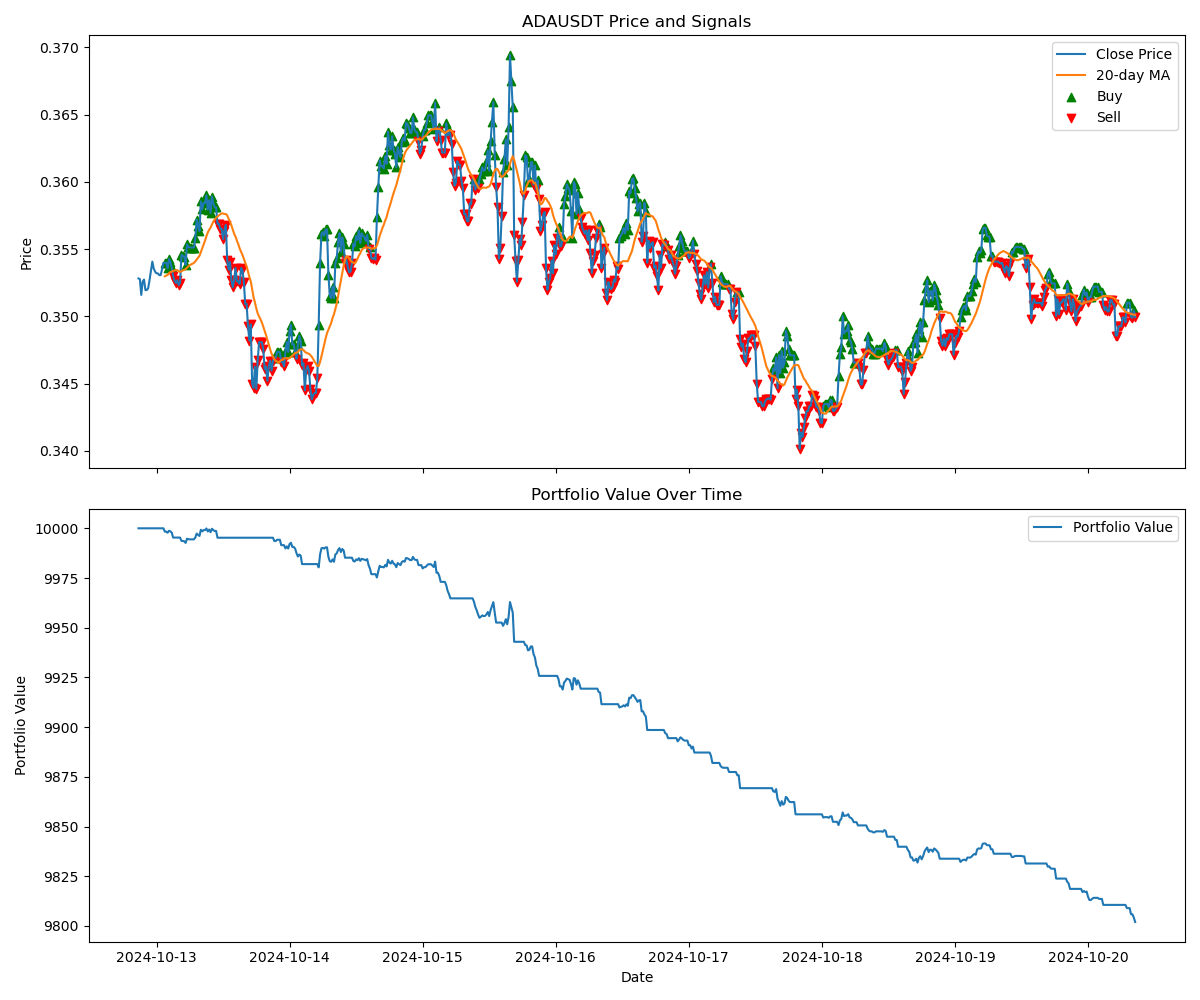 ADAUSDT Price and Signals
Close Price
20-day MA
Buy
Sell
Price
0.370
0.365
0.360
0.355
0.350
0.345
0.340
Portfolio Value Over Time
Portfolio Value
Portfolio Value
10000
9975
9950
9925
9900
9875
9850
9825
9800
2024-10-13 2024-10-14 2024-10-15 2024-10-16 2024-10-17 2024-10-18 2024-10-19 2024-10-20
Date